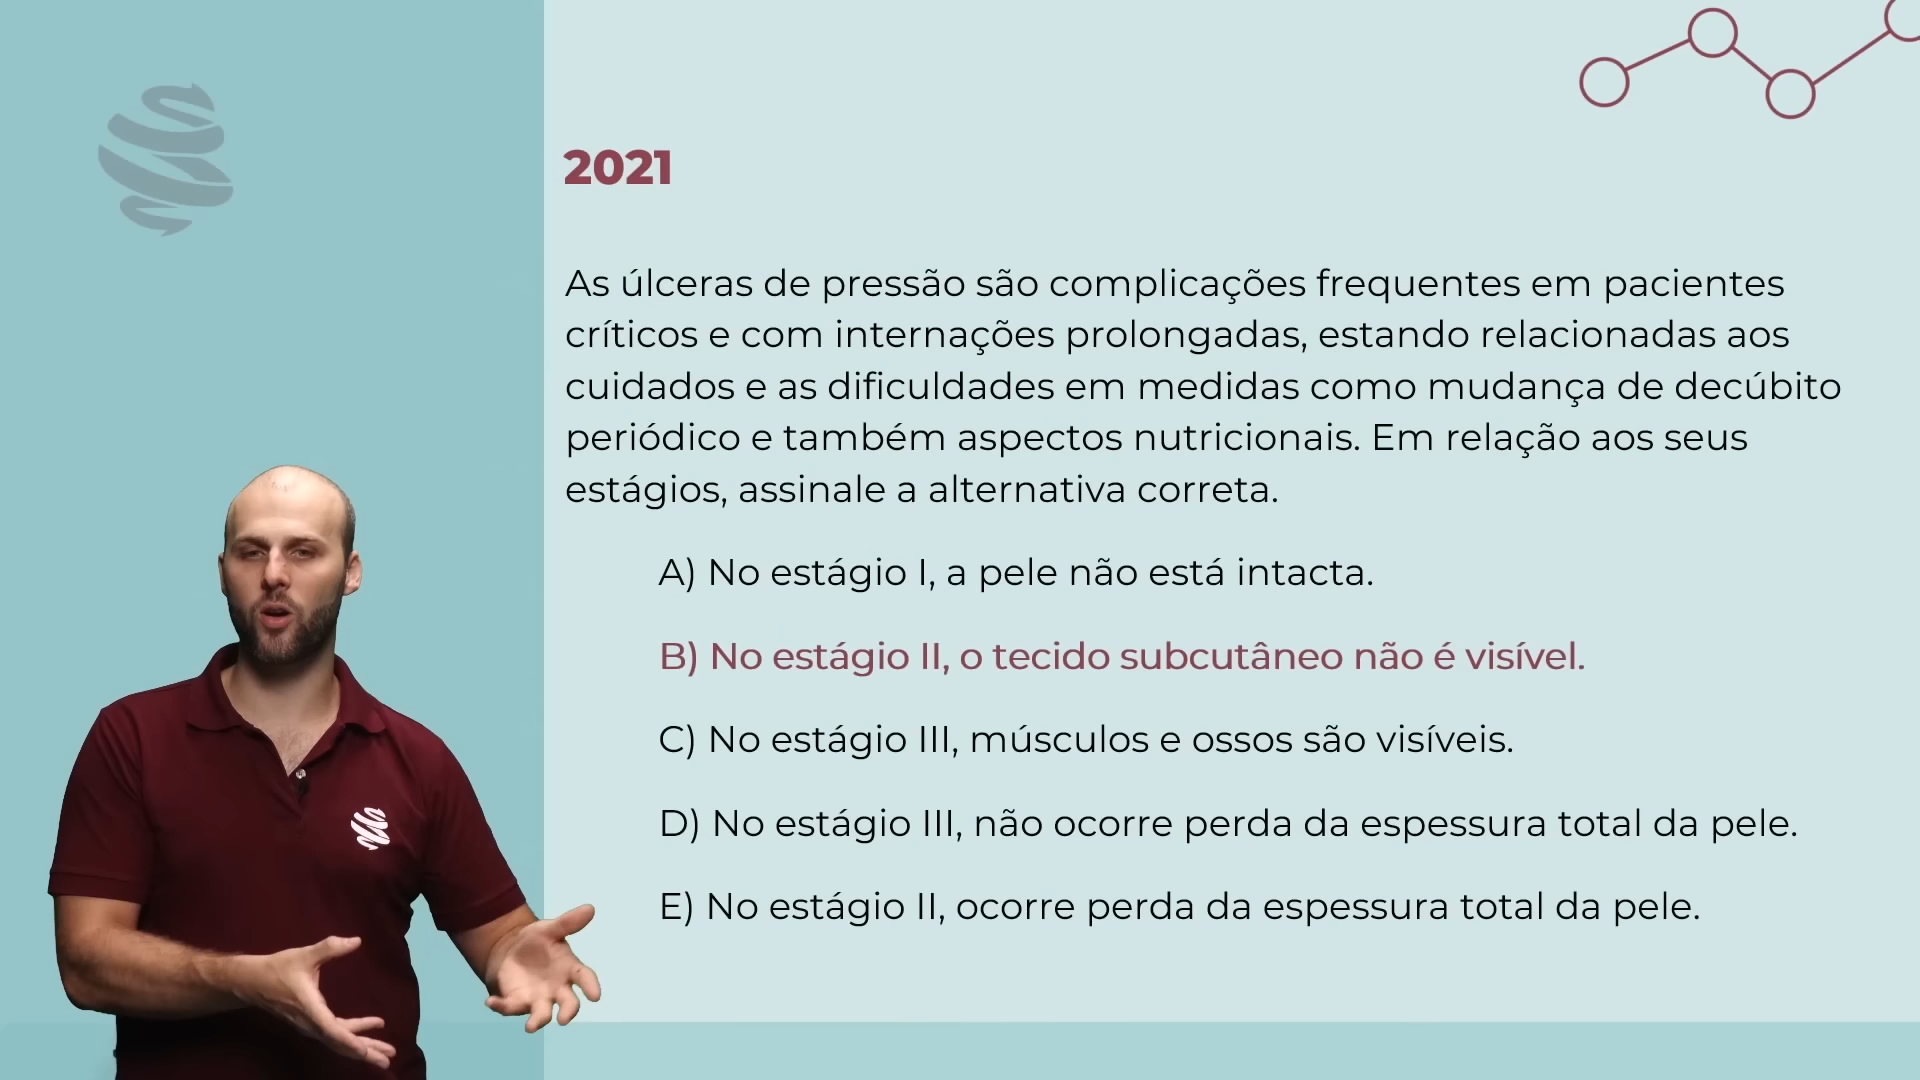 2021
As úlceras de pressão são complicações frequentes em pacientes
críticos e com internações prolongadas, estando relacionadas aos
cuidados e as dificuldades em medidas como mudança de decúbito
periódico e também aspectos nutricionais. Em relação aos seus
estágios, assinale a alternativa correta.
A) No estágio I, a pele não está intacta.
B) No estágio II, o tecido subcutâneo não é visível.
C) No estágio III, músculos e ossos são visíveis.
D) No estágio III, não ocorre perda da espessura total da pele.
E) No estágio II, ocorre perda da espessura total da pele.